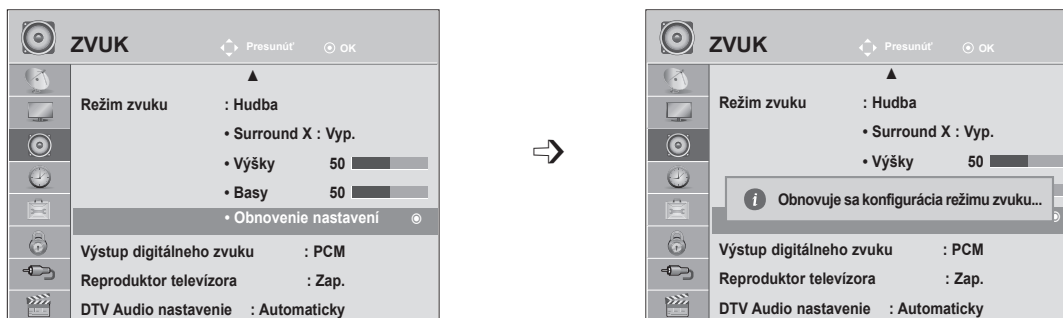 ZVUK Presunúť OK
▲
Režim zvuku : Hudba
• Surround X : Vyp.
• Výšky 50
• Basy 50
• Obnovenie nastavení
Výstup digitálneho zvuku : PCM
Reproduktor televízora : Zap.
DTV Audio nastavenie : Automaticky
ZVUK Presunúť OK
▲
Režim zvuku : Hudba
• Surround X : Vyp.
• Výšky 50
Obnovuje sa konfigurácia režimu zvuku...
Výstup digitálneho zvuku : PCM
Reproduktor televízora : Zap.
DTV Audio nastavenie : Automaticky